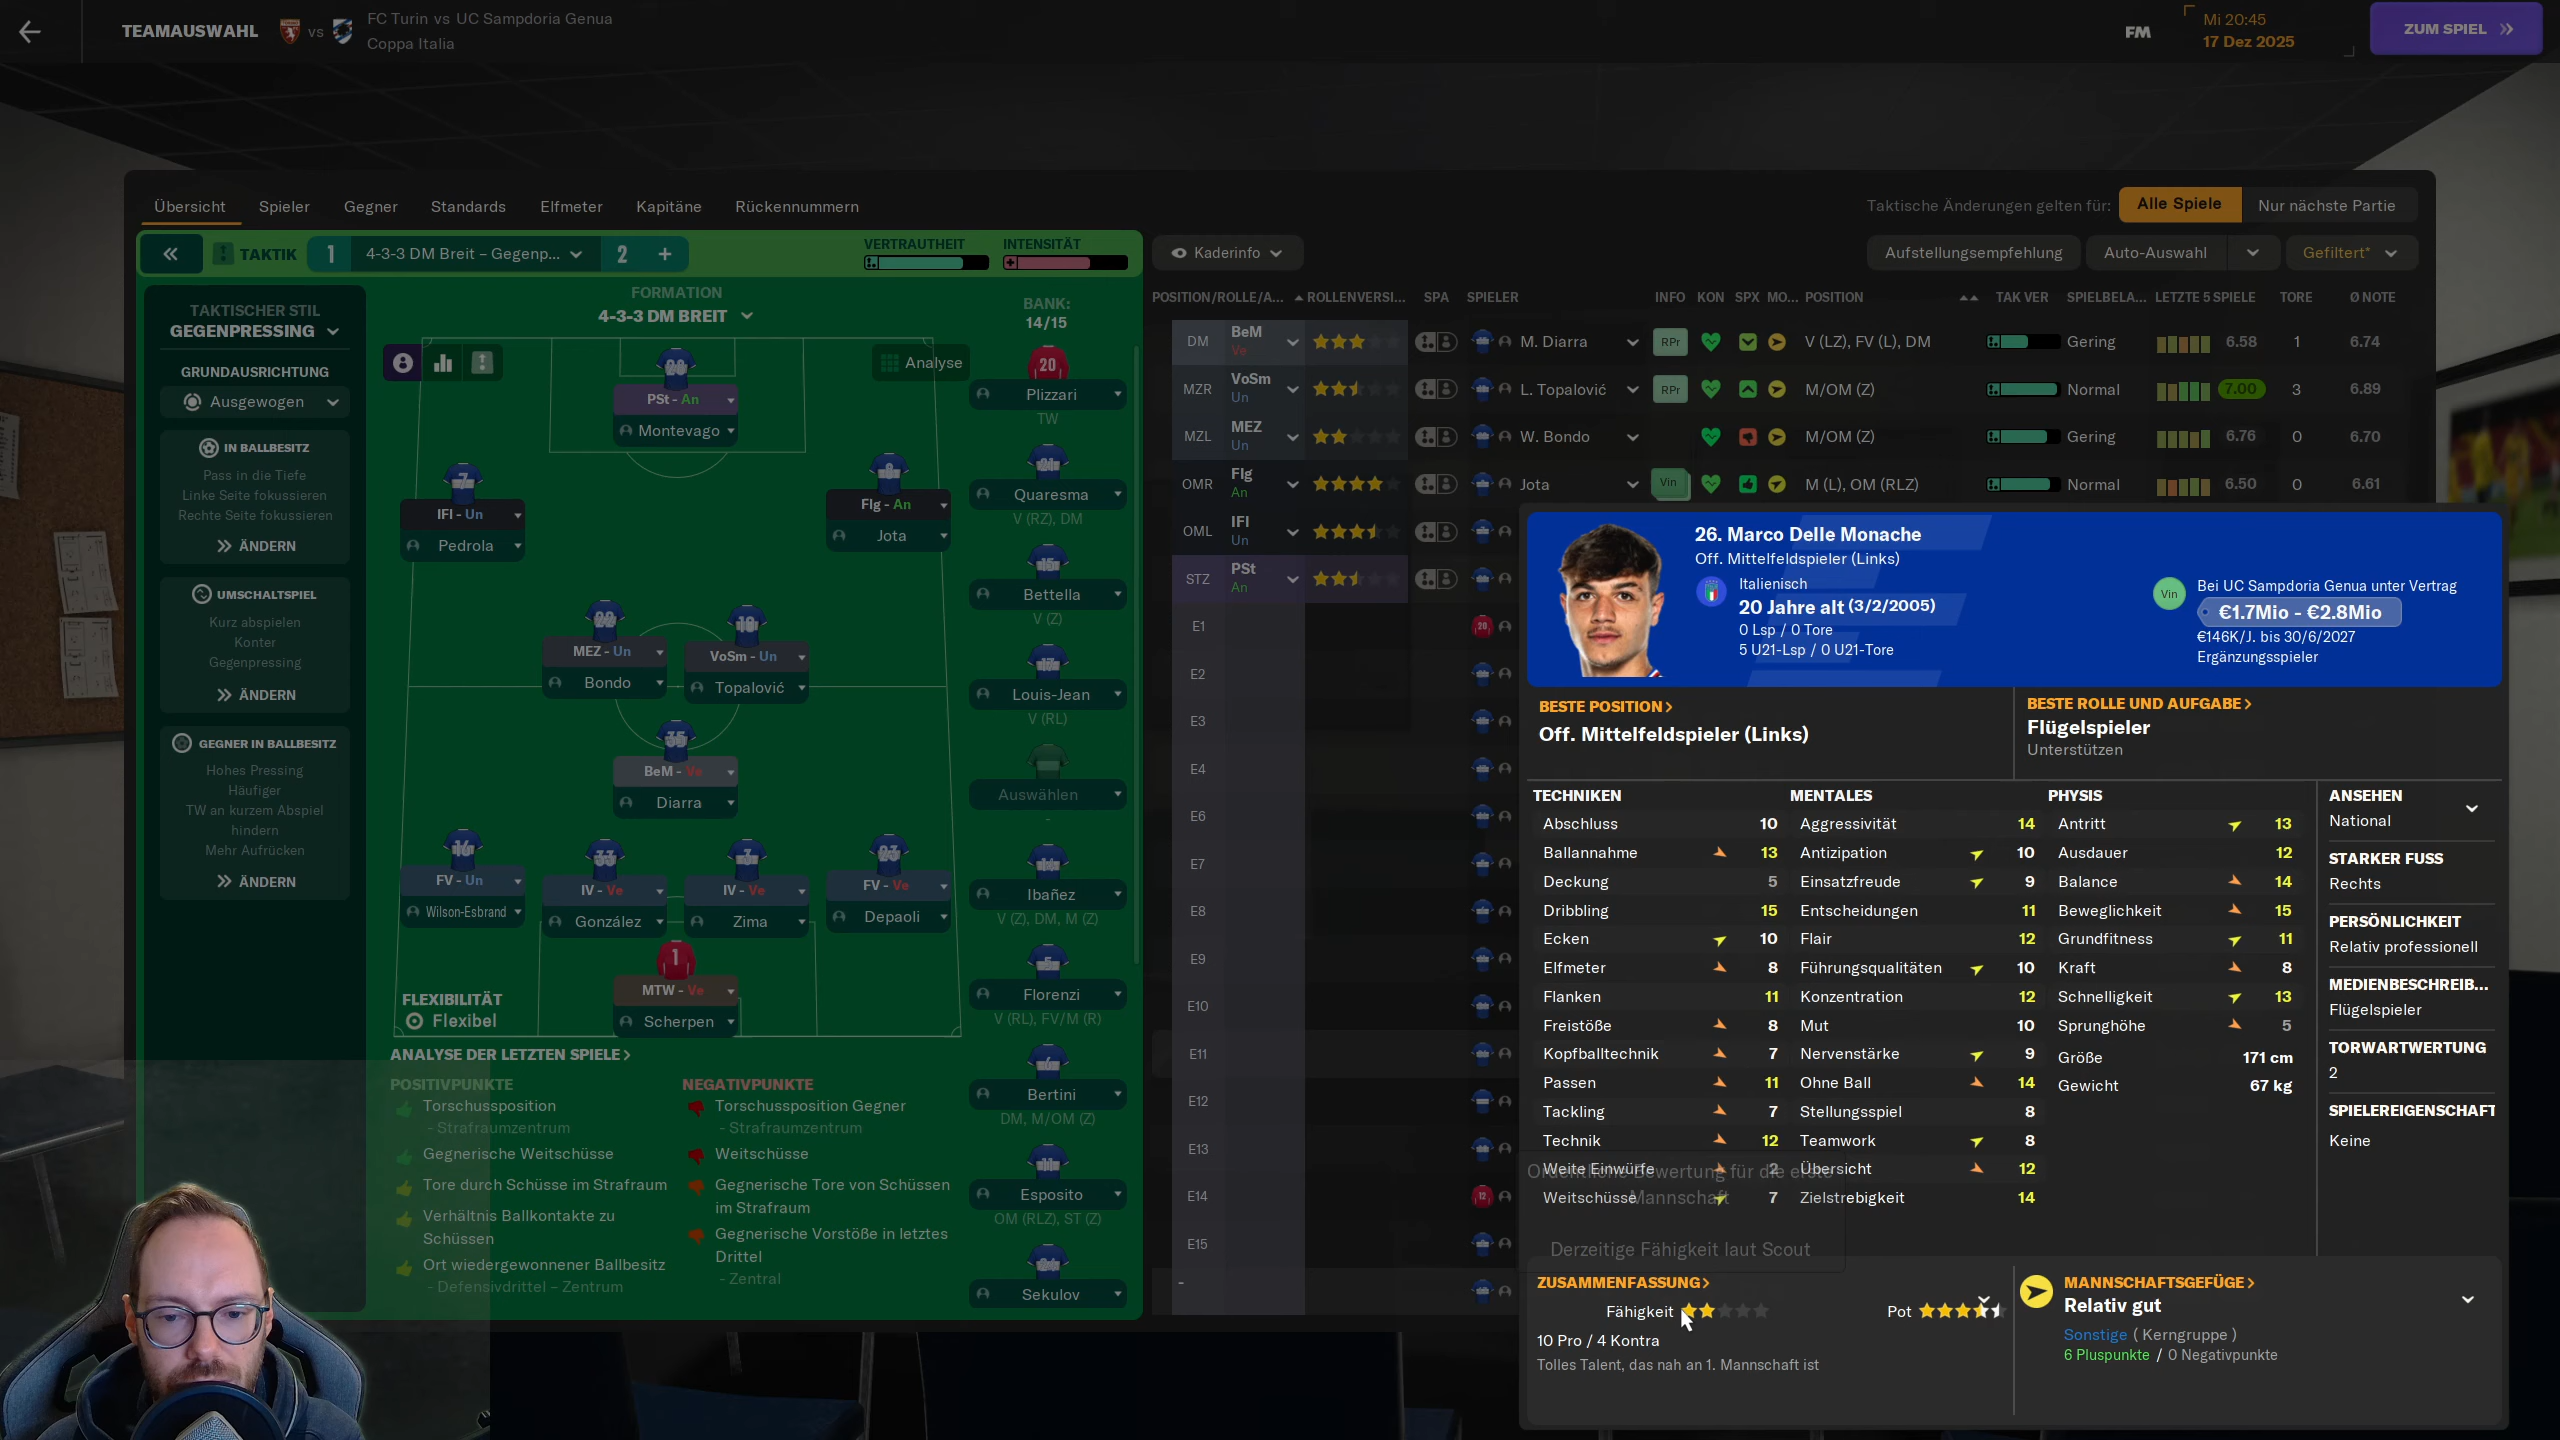 TEAMAUSWAHL
vs
FC Turin vs UC Sampdoria Genua
Coppa Italia
FM
Mi 20:45
17 Dez 2025
ZUM SPIEL
Übersicht
Spieler
Gegner
Standards
Elfmeter
Kapitäne
Rückennummern
Taktische Änderungen gelten für:
Alle Spiele
Nur nächste Partie
TAKTIK
1
4-3-3 DM Breit – Gegenp...
2
VERTRAUTHEIT
INTENSITÄT
Kaderinfo
Aufstellungsempfehlung
Auto-Auswahl
Gefiltert*
TAKTISCHER STIL
GEGENPRESSING
GRUNDAUSRICHTUNG
Ausgewogen
IN BALLBESITZ
Pass in die Tiefe
Linke Seite fokussieren
Rechte Seite fokussieren
ÄNDERN
UMSCHALTSPIEL
Kurz abspielen
Konter
Gegenpressing
ÄNDERN
GEGNER IN BALLBESITZ
Hohes Pressing
Häufiger
TW an kurzem Abspiel
hindern
Mehr Aufrücken
ÄNDERN
FORMATION
4-3-3 DM BREIT
Analyse
PSt - An
Montevago
7
IFl - Un
Pedrola
Flg - An
Jota
MEZ - Un
Bondo
VoSm - Un
Topalović
35
BeM - Ve
Diarra
16
FV - Un
Wilson-Esbrand
33
IV - Ve
González
IV - Ve
Zima
23
FV - Ve
Depaoli
1
MTW - Ve
Scherpen
FLEXIBILITÄT
Flexibel
BANK:
14/15
20
Plizzari
TW
Quaresma
V (RZ), DM
15
Bettella
V (Z)
Louis-Jean
V (RL)
Auswählen
-
Ibañez
V (Z), DM, M (Z)
5
Florenzi
V (RL), FV/M (R)
Bertini
DM, M/OM (Z)
Esposito
OM (RLZ), ST (Z)
Sekulov
ANALYSE DER LETZTEN SPIELE
POSITIVPUNKTE
Torschussposition
- Strafraumzentrum
Gegnerische Weitschüsse
Tore durch Schüsse im Strafraum
Verhältnis Ballkontakte zu
Schüssen
Ort wiedergewonnener Ballbesitz
- Defensivdrittel – Zentrum
NEGATIVPUNKTE
Torschussposition Gegner
- Strafraumzentrum
Weitschüsse
Gegnerische Tore von Schüssen
im Strafraum
Gegnerische Vorstöße in letztes
Drittel
- Zentral
POSITION/ROLLE/A... ROLLENVERSI... SPA SPIELER INFO KON SPX MO... POSITION TAK VER SPIELBELA... LETZTE 5 SPIELE TORE Ø NOTE
DM BeM Ve M. Diarra RPr V (LZ), FV (L), DM Gering 6.58 1 6.74
MZR VoSm Un L. Topalović RPr M/OM (Z) Normal 7.00 3 6.89
MZL MEZ Un W. Bondo M/OM (Z) Gering 6.76 0 6.70
OMR Flg An Jota Vin M (L), OM (RLZ) Normal 6.50 0 6.61
OML IFl Un
STZ PSt An
E1 20
E2
E3
E4
E6
E7
E8
E9
E10
E11
E12
E13
E14 12
E15
-
26. Marco Delle Monache
Off. Mittelfeldspieler (Links)
Italienisch
20 Jahre alt (3/2/2005)
0 Lsp / 0 Tore
5 U21-Lsp / 0 U21-Tore
Vin
Bei UC Sampdoria Genua unter Vertrag
€1.7Mio - €2.8Mio
€146K/J. bis 30/6/2027
Ergänzungsspieler
BESTE POSITION
Off. Mittelfeldspieler (Links)
BESTE ROLLE UND AUFGABE
Flügelspieler
Unterstützen
TECHNIKEN
Abschluss 10
Ballannahme 13
Deckung 5
Dribbling 15
Ecken 10
Elfmeter 8
Flanken 11
Freistöße 8
Kopfballtechnik 7
Passen 11
Tackling 7
Technik 12
Weite Einwürfe 2
Weitschüsse 7
MENTALES
Aggressivität 14
Antizipation 10
Einsatzfreude 9
Entscheidungen 11
Flair 12
Führungsqualitäten 10
Konzentration 12
Mut 10
Nervenstärke 9
Ohne Ball 14
Stellungsspiel 8
Teamwork 8
Übersicht 12
Zielstrebigkeit 14
PHYSIS
Antritt 13
Ausdauer 12
Balance 14
Beweglichkeit 15
Grundfitness 11
Kraft 8
Schnelligkeit 13
Sprunghöhe 5
Größe 171 cm
Gewicht 67 kg
ANSEHEN
National
STARKER FUSS
Rechts
PERSÖNLICHKEIT
Relativ professionell
MEDIENBESCHREIB...
Flügelspieler
TORWARTWERTUNG
2
SPIELEREIGENSCHAFT
Keine
Ordentliche Bewertung für die erste
Mannschaft
Derzeitige Fähigkeit laut Scout
ZUSAMMENFASSUNG
Fähigkeit
Pot
10 Pro / 4 Kontra
Tolles Talent, das nah an 1. Mannschaft ist
MANNSCHAFTSGEFÜGE
Relativ gut
Sonstige ( Kerngruppe )
6 Pluspunkte / 0 Negativpunkte